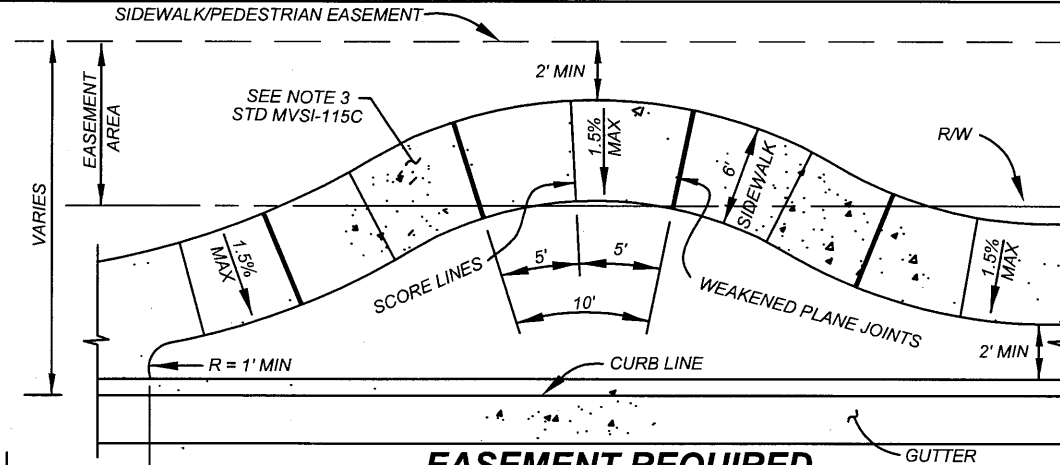 SIDEWALK/PEDESTRIAN EASEMENT
2' MIN
EASEMENT
AREA
SEE NOTE 3
STD MVSI-115C
1.5%
MAX
R/W
6'
SIDEWALK
VARIES
1.5%
MAX
SCORE LINES
5'
5'
10'
WEAKENED PLANE JOINTS
1.5%
MAX
2' MIN
R = 1' MIN
CURB LINE
GUTTER
EASEMENT REQUIRED